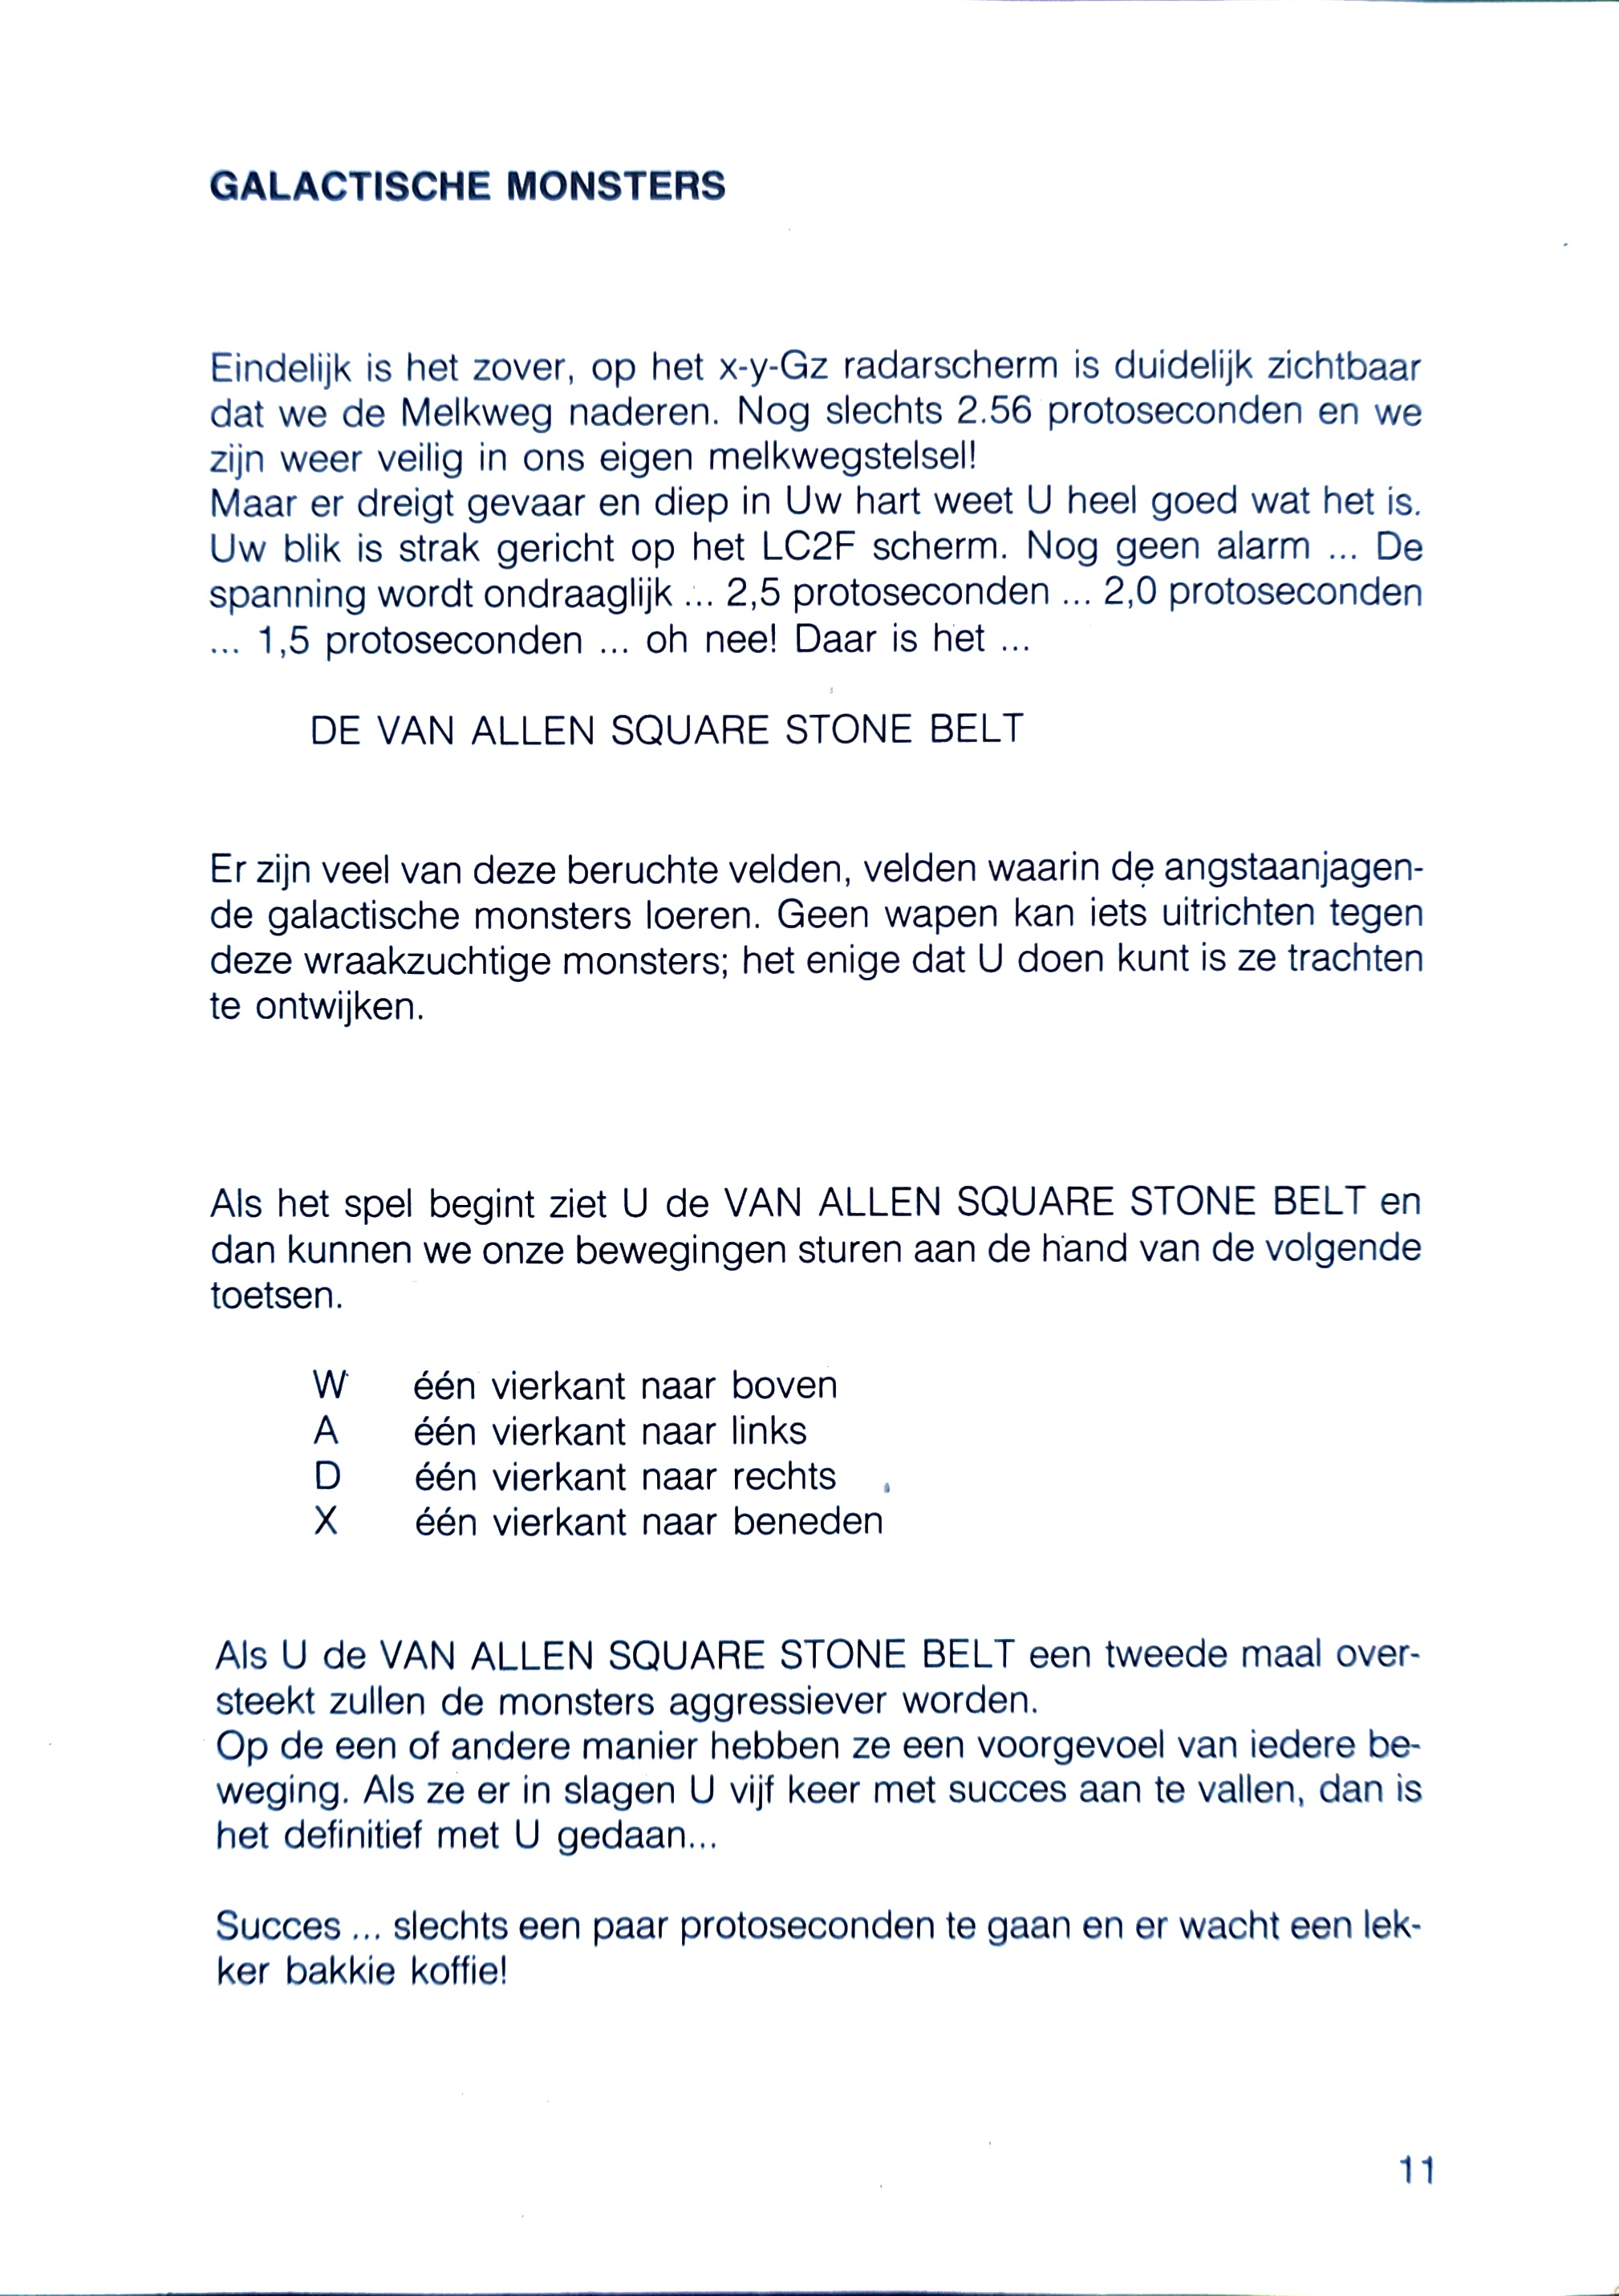 GALACTISCHE MONSTERS
Eindelijk is het zover, op het x-y-Gz radarscherm is duidelijk zichtbaar
dat we de Melkweg naderen. Nog slechts 2.56 protoseconden en we
zijn weer veilig in ons eigen melkwegstelsel!
Maar er dreigt gevaar en diep in Uw hart weet U heel goed wat het is.
Uw blik is strak gericht op het LC2F scherm. Nog geen alarm ... De
spanning wordt ondraaglijk ... 2,5 protoseconden ... 2,0 protoseconden
... 1,5 protoseconden ... oh nee! Daar is het ...
DE VAN ALLEN SQUARE STONE BELT
Er zijn veel van deze beruchte velden, velden waarin de angstaanjagen-
de galactische monsters loeren. Geen wapen kan iets uitrichten tegen
deze wraakzuchtige monsters; het enige dat U doen kunt is ze trachten
te ontwijken.
Als het spel begint ziet U de VAN ALLEN SQUARE STONE BELT en
dan kunnen we onze bewegingen sturen aan de hand van de volgende
toetsen.
W één vierkant naar boven
A één vierkant naar links
D één vierkant naar rechts
X één vierkant naar beneden
Als U de VAN ALLEN SQUARE STONE BELT een tweede maal over-
steekt zullen de monsters aggressiever worden.
Op de een of andere manier hebben ze een voorgevoel van iedere be-
weging. Als ze er in slagen U vijf keer met succes aan te vallen, dan is
het definitief met U gedaan...
Succes ... slechts een paar protoseconden te gaan en er wacht een lek-
ker bakkie koffie!
11